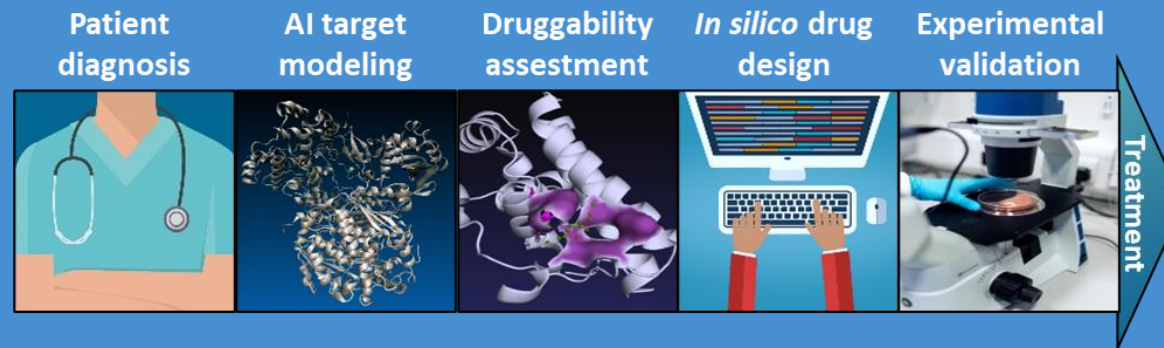 Patient
diagnosis
AI target
modeling
Druggability
assestment
In silico drug
design
Experimental
validation
Treatment